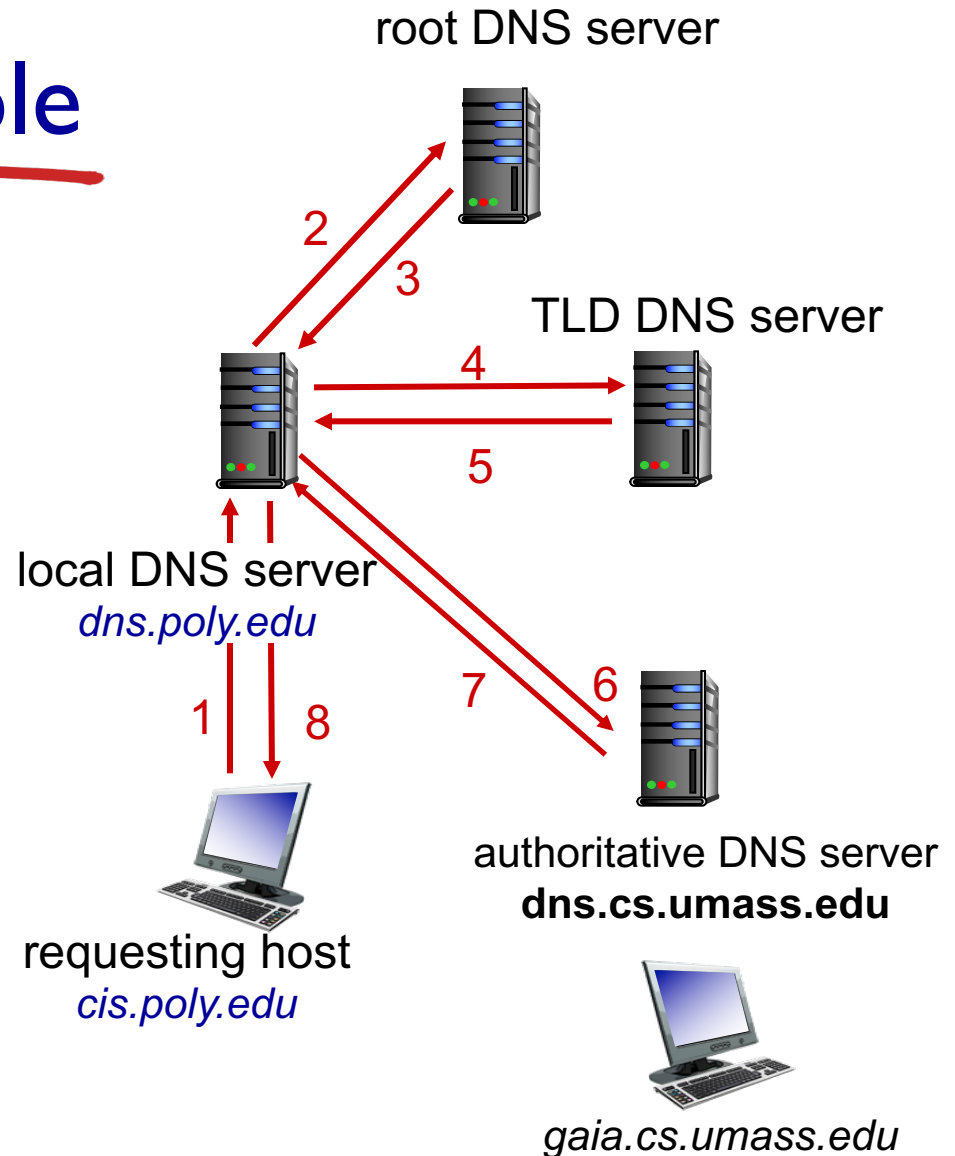 root DNS server
ole
2
3
TLD DNS server
4
5
local DNS server
dns.poly.edu
1
8
7
6
requesting host
cis.poly.edu
authoritative DNS server
dns.cs.umass.edu
gaia.cs.umass.edu